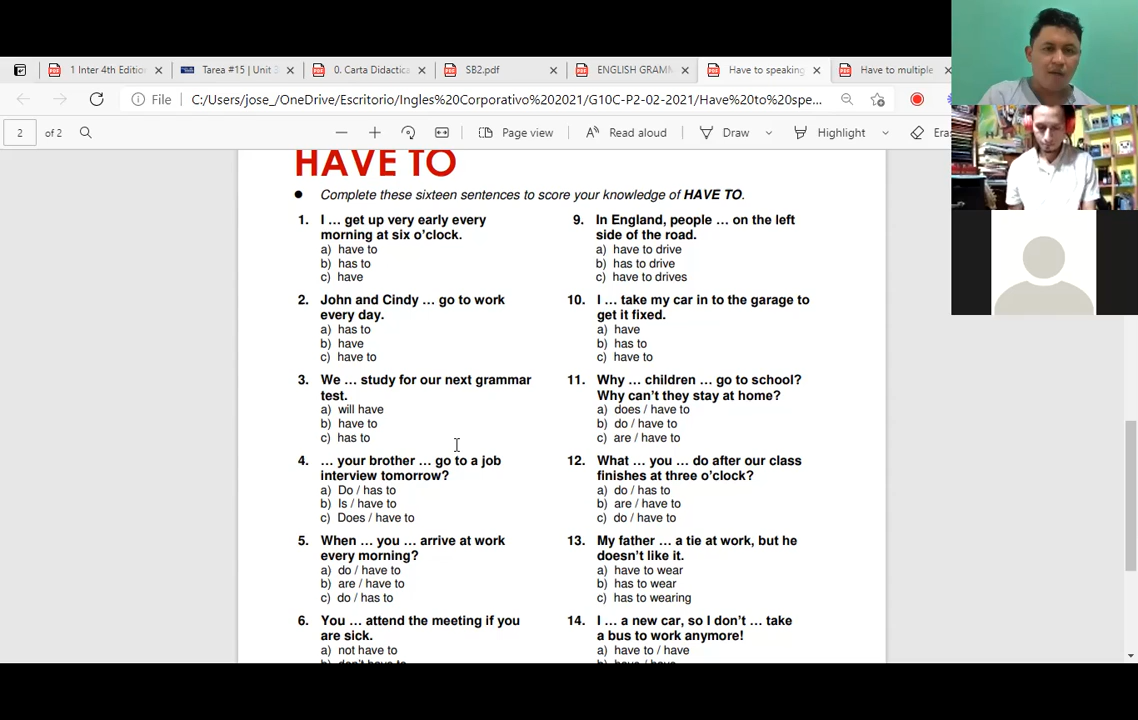 1 Inter 4th Edition
Tarea #15 | Unit 3
0. Carta Didactica
SB2.pdf
ENGLISH GRAMM
Have to speaking
Have to multiple
File
C:/Users/jose_/OneDrive/Escritorio/Ingles%20Corporativo%202021/G10C-P2-02-2021/Have%20to%20spe...
2 of 2
Page view
Read aloud
Draw
Highlight
Eras
HAVE TO
Complete these sixteen sentences to score your knowledge of HAVE TO.
1. I ... get up very early every
morning at six o'clock.
a) have to
b) has to
c) have
2. John and Cindy ... go to work
every day.
a) has to
b) have
c) have to
3. We ... study for our next grammar
test.
a) will have
b) have to
c) has to
4. ... your brother ... go to a job
interview tomorrow?
a) Do / has to
b) Is / have to
c) Does / have to
5. When ... you ... arrive at work
every morning?
a) do / have to
b) are / have to
c) do / has to
6. You ... attend the meeting if you
are sick.
a) not have to
b) don't have to
9. In England, people ... on the left
side of the road.
a) have to drive
b) has to drive
c) have to drives
10. I ... take my car in to the garage to
get it fixed.
a) have
b) has to
c) have to
11. Why ... children ... go to school?
Why can't they stay at home?
a) does / have to
b) do / have to
c) are / have to
12. What ... you ... do after our class
finishes at three o'clock?
a) do / has to
b) are / have to
c) do / have to
13. My father ... a tie at work, but he
doesn't like it.
a) have to wear
b) has to wear
c) has to wearing
14. I ... a new car, so I don't ... take
a bus to work anymore!
a) have to / have
b) have / have